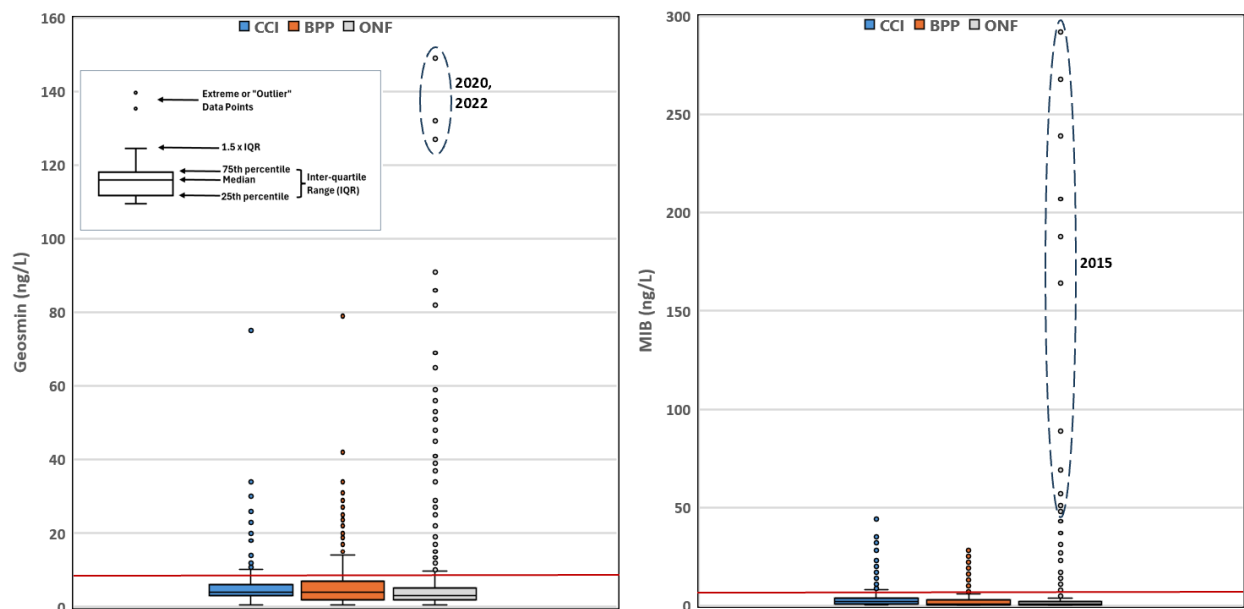 160
140
120
100
80
60
40
20
0
Geosmin (ng/L)
CCI BPP ONF
Extreme or "Outlier"
Data Points
1.5 x IQR
75th percentile
Median
25th percentile
Inter-quartile
Range (IQR)
2020,
2022
300
250
200
150
100
50
0
MIB (ng/L)
CCI BPP ONF
2015